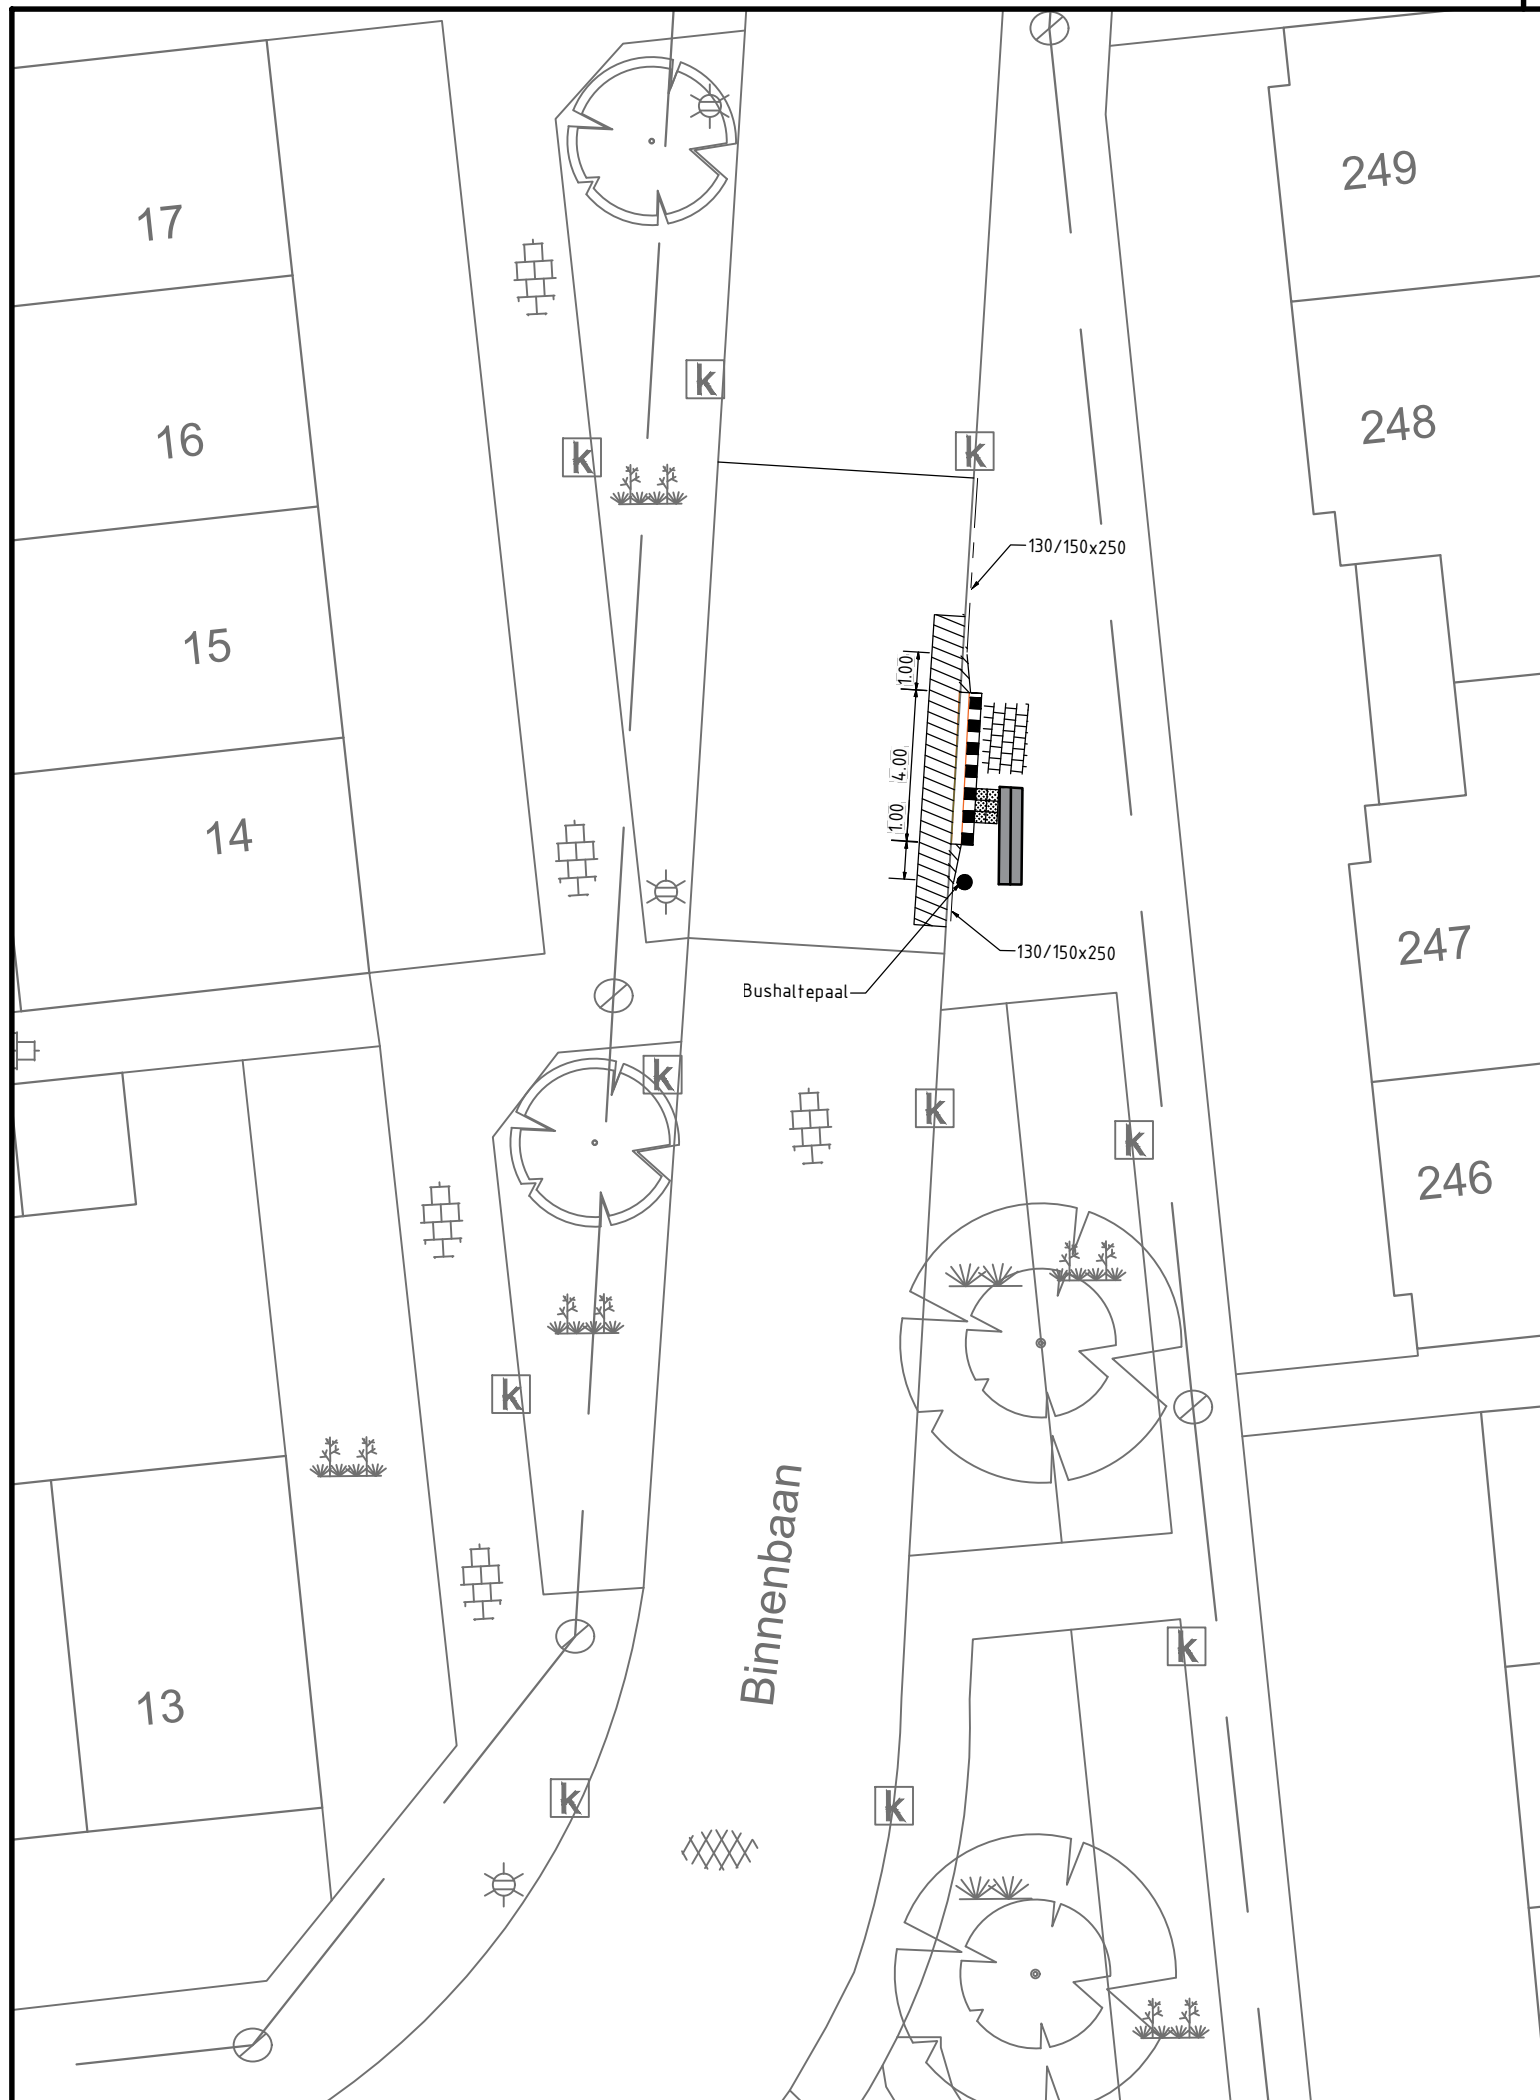 249
17
k
248
16
k
k
130/150x250
15
1.00
4.00
14
1.00
247
130/150x250
Bushaltepaal
k
k
k
246
k
Binnenbaan
k
13
k
k